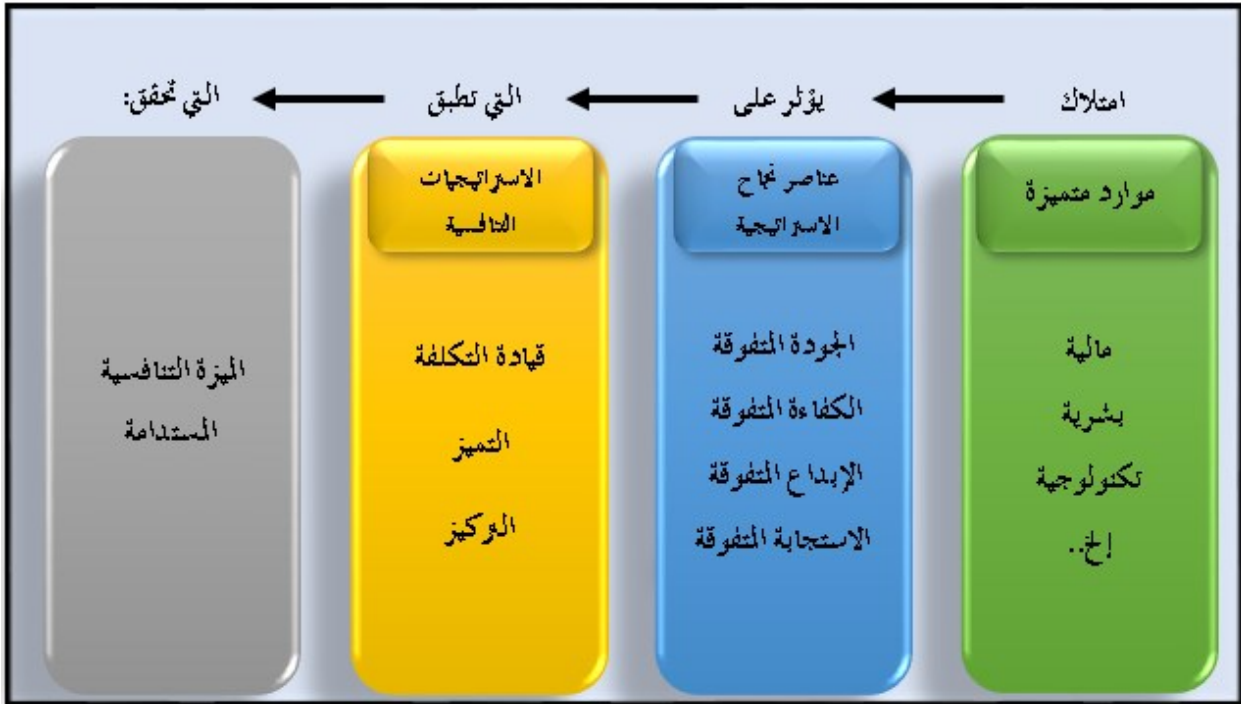 امتلاك
يؤثر على
التي تطبق
التي تحقق:
موارد متميزة
مالية
بشرية
تكنولوجية
إلخ..
عناصر نجاح
الاستراتيجية
الجودة المتفوقة
الكفاءة المتفوقة
الإبداع المتفوقة
الاستجابة المتفوقة
الاستراتيجيات
التنافسية
قيادة التكلفة
التميز
التركيز
الميزة التنافسية
المستدامة